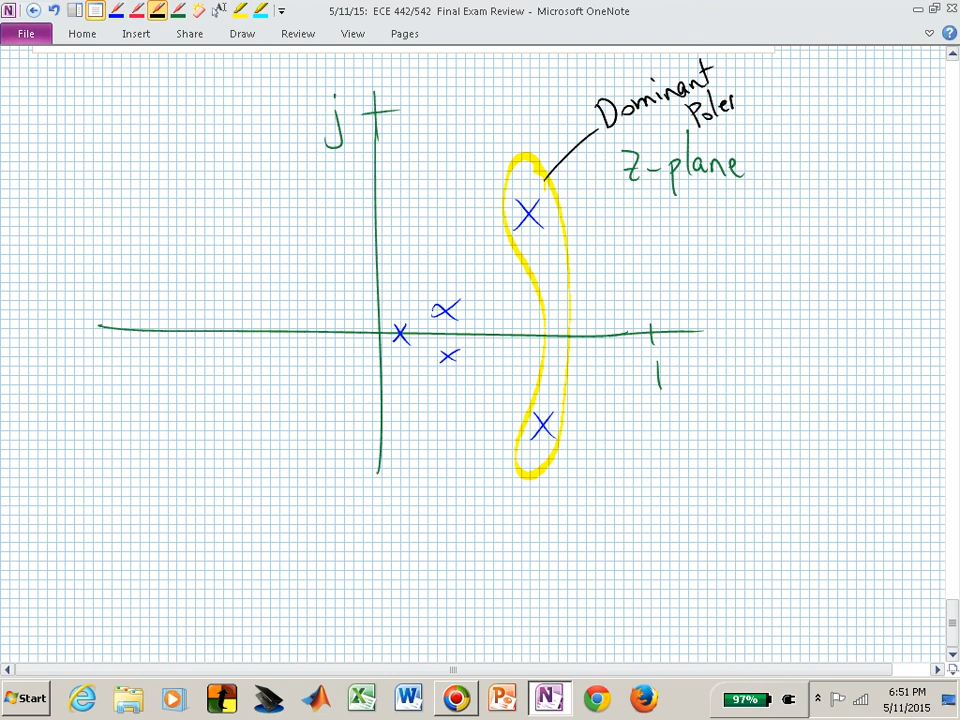 5/11/15: ECE 442/542 Final Exam Review - Microsoft OneNote
File Home Insert Share Draw Review View Pages
Dominant
Poles
j
z-plane
1
Start
97%
6:51 PM
5/11/2015